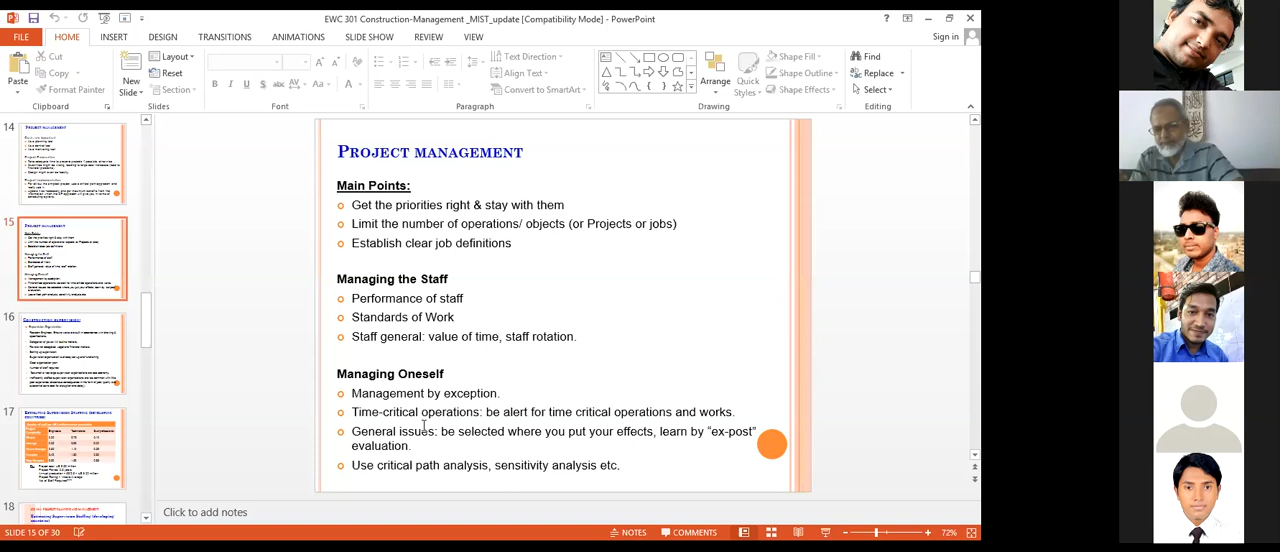 EWC 301 Construction-Management _MIST_update [Compatibility Mode] - PowerPoint
FILE HOME INSERT DESIGN TRANSITIONS ANIMATIONS SLIDE SHOW REVIEW VIEW Sign in
Paste
Cut
Copy
Format Painter
Clipboard
New Slide
Layout
Reset
Section
Slides
Font
Text Direction
Align Text
Convert to SmartArt
Paragraph
Arrange
Quick Styles
Shape Fill
Shape Outline
Shape Effects
Drawing
Find
Replace
Select
Editing
14
PROJECT MANAGEMENT
15
PROJECT MANAGEMENT
16
CONSTRUCTION SUPERVISION
17
18
PROJECT MANAGEMENT
Main Points:
Get the priorities right & stay with them
Limit the number of operations/ objects (or Projects or jobs)
Establish clear job definitions
Managing the Staff
Performance of staff
Standards of Work
Staff general: value of time, staff rotation.
Managing Oneself
Management by exception.
Time-critical operations: be alert for time critical operations and works.
General issues: be selected where you put your effects, learn by “ex-pst”
evaluation.
Use critical path analysis, sensitivity analysis etc.
Click to add notes
SLIDE 15 OF 30 NOTES COMMENTS 72%